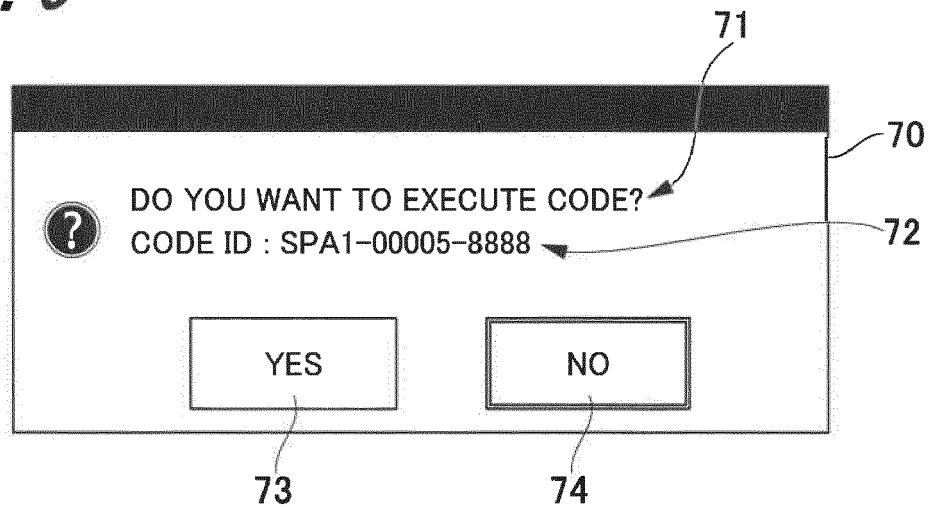 71
70
DO YOU WANT TO EXECUTE CODE?
?
CODE ID : SPA1-00005-8888
72
YES
NO
73
74